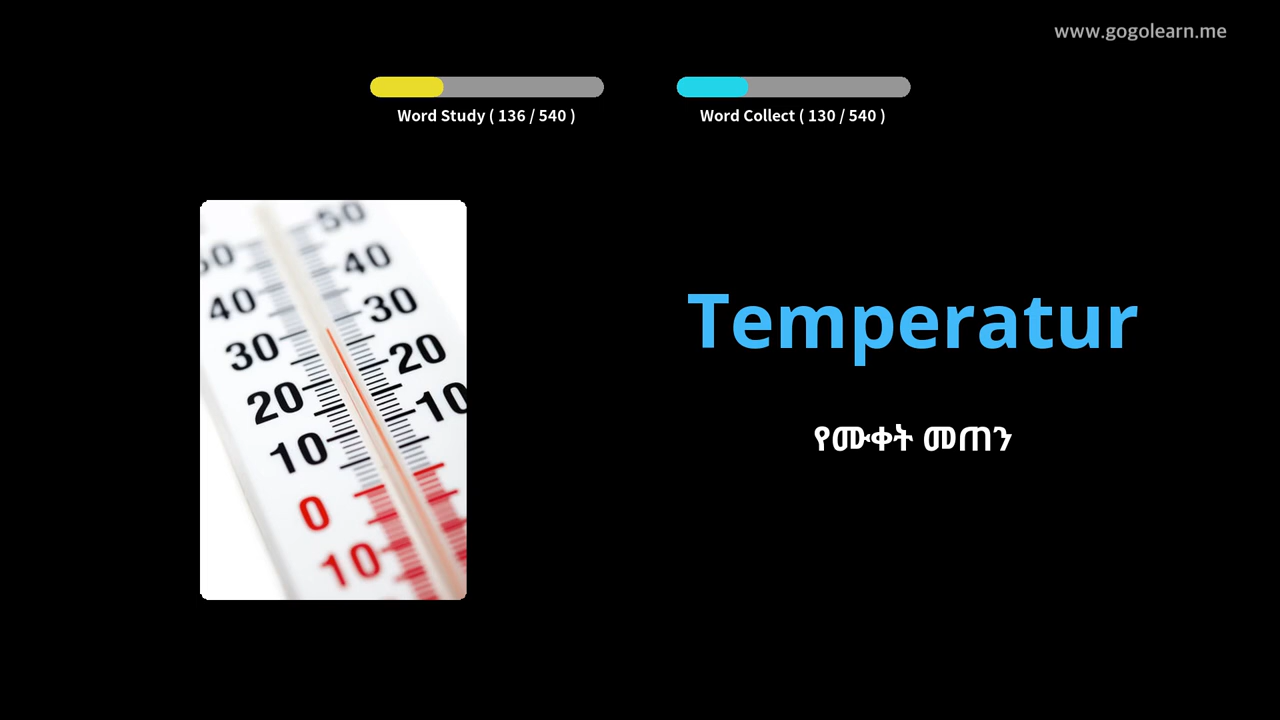 www.gogolearn.me
Word Study ( 136 / 540 )
Word Collect ( 130 / 540 )
50
50
40
40
30
30
20
20
10
10
0
10
Temperatur
የሙቀት መጠን